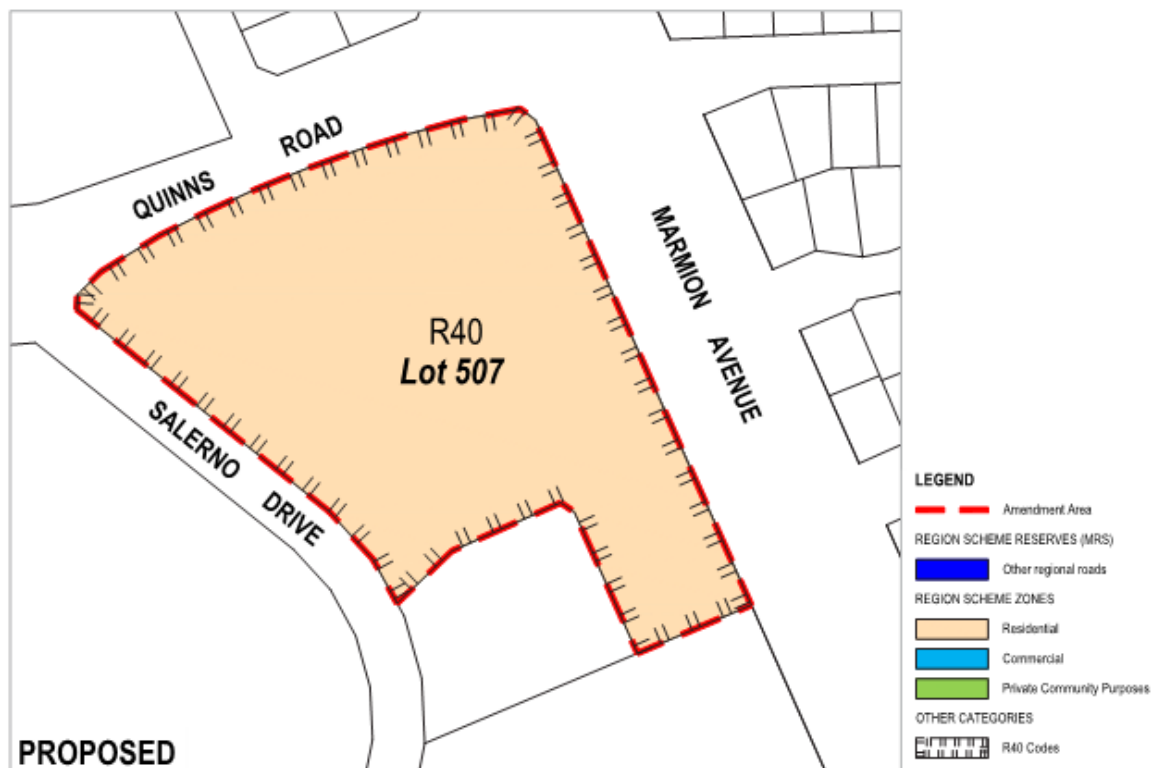 QUINNS ROAD
MARMION AVENUE
R40
Lot 507
SALERNO DRIVE
PROPOSED
LEGEND
Amendment Area
REGION SCHEME RESERVES (MRS)
Other regional roads
REGION SCHEME ZONES
Residential
Commercial
Private Community Purposes
OTHER CATEGORIES
R40 Codes